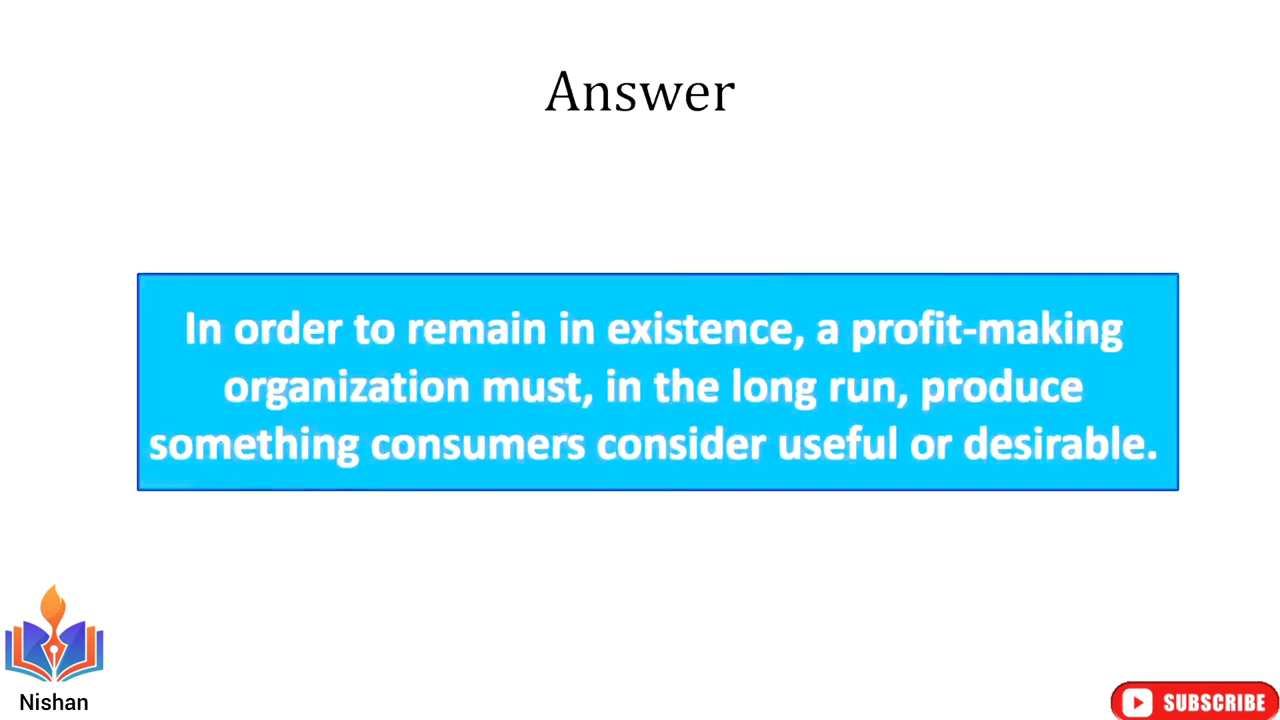 Answer
In order to remain in existence, a profit-making
organization must, in the long run, produce
something consumers consider useful or desirable.
Nishan
SUBSCRIBE